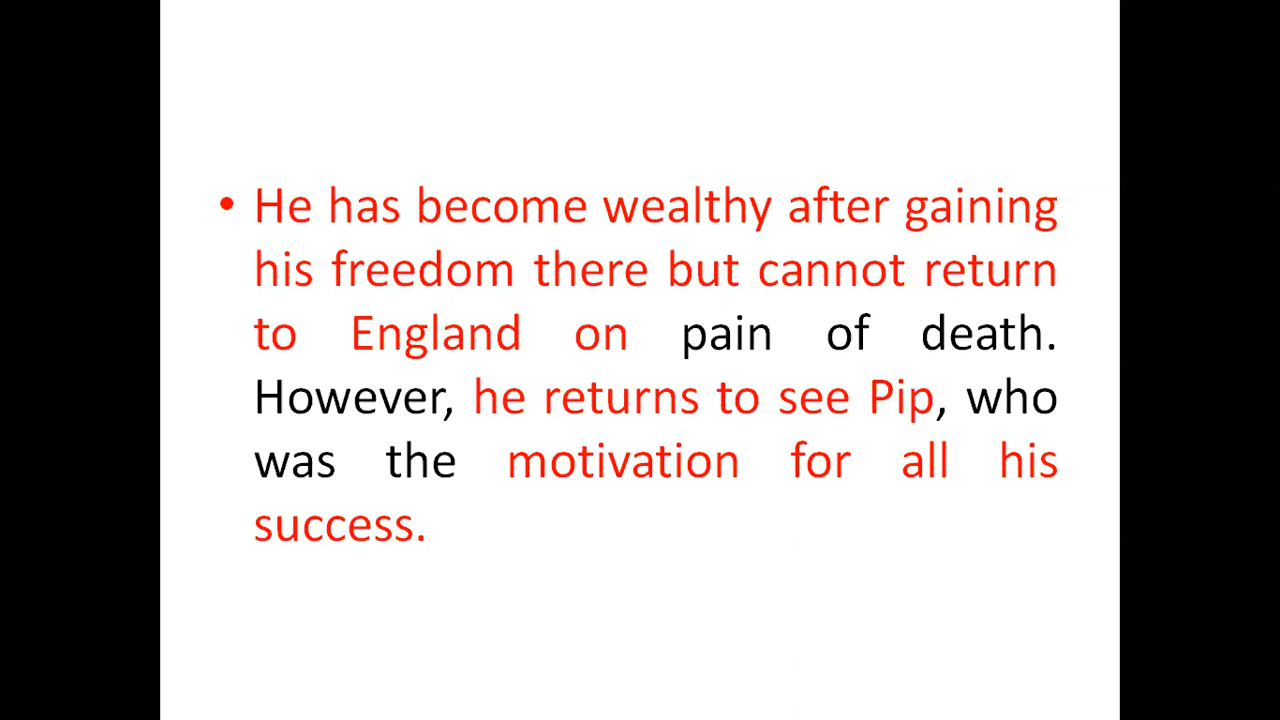 • He has become wealthy after gaining
his freedom there but cannot return
to England on pain of death.
However, he returns to see Pip, who
was the motivation for all his
success.